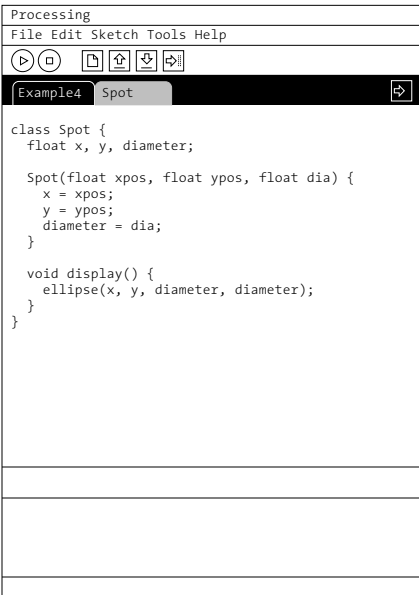 Processing
File Edit Sketch Tools Help
Example4 Spot
class Spot {
  float x, y, diameter;
  Spot(float xpos, float ypos, float dia) {
    x = xpos;
    y = ypos;
    diameter = dia;
  }
  void display() {
    ellipse(x, y, diameter, diameter);
  }
}